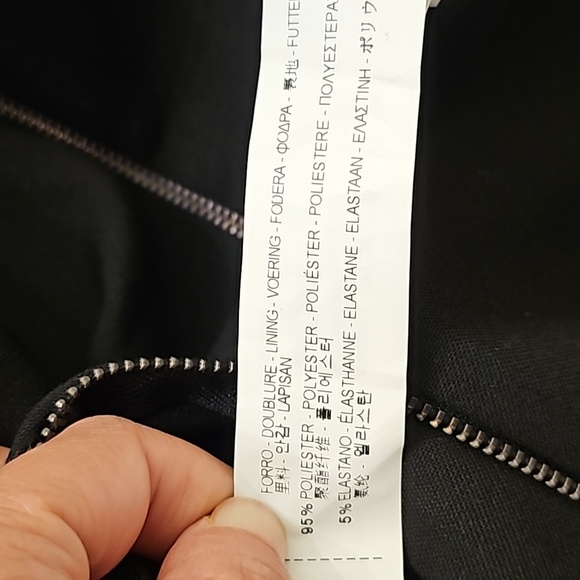 FORRO - DOUBLURE - LINING - VOERING - FODERA - ΦΟΔΡΑ - 裏地 - FUTTE
里料 - 안감 - LAPISAN
95% POLIESTER - POLYESTER - POLIÉSTER - POLIESTERE - ΠΟΛΥΕΣΤΕΡΑ
聚酯纤维 - 폴리에스터
5% ELASTANO - ÉLASTHANNE - ELASTANE - ELASTAAN - ΕΛΑΣΤΙΝΗ - ポリウ
氨纶 - 엘라스탄